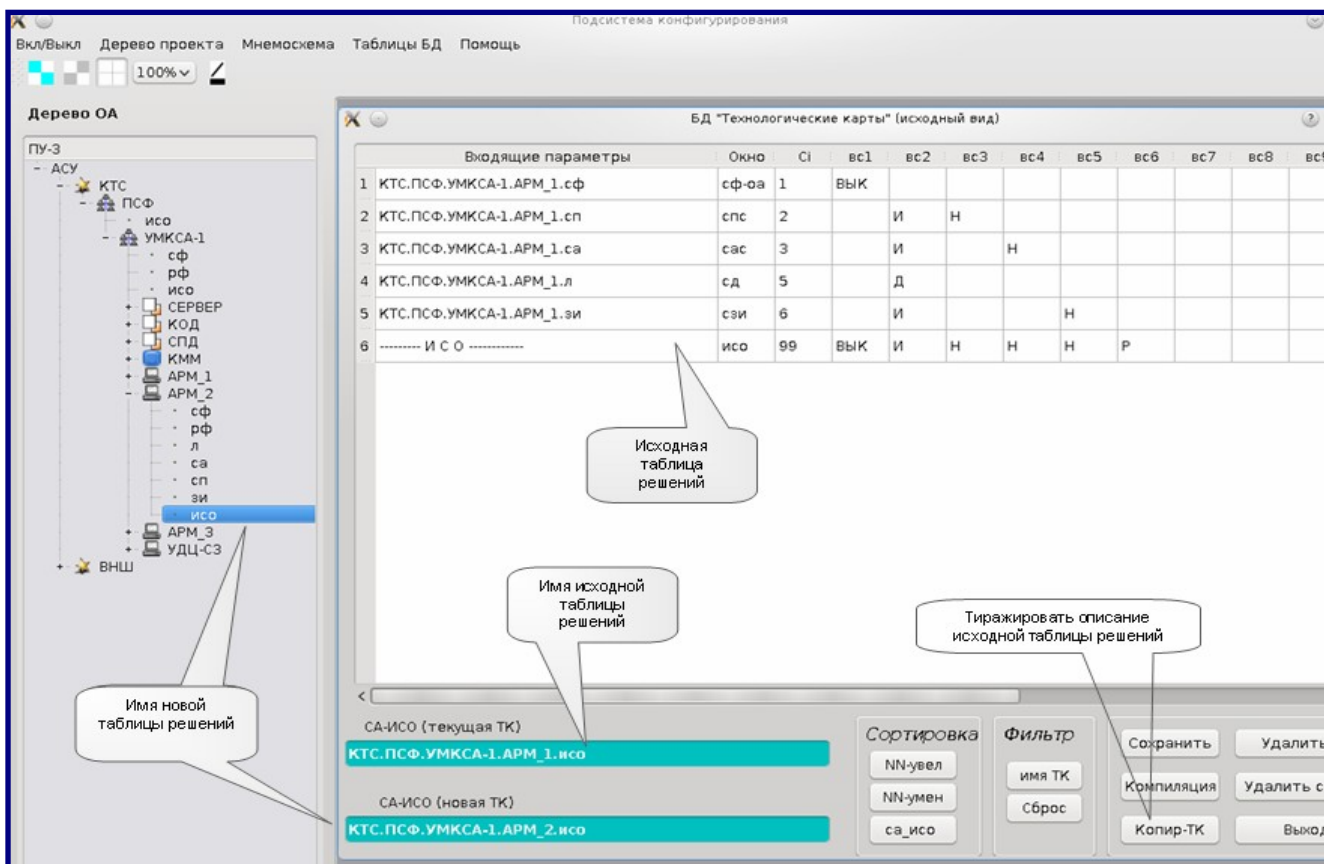 Подсистема конфигурирования
Вкл/Выкл Дерево проекта Мнемосхема Таблицы БД Помощь
100%
Дерево ОА
ПУ-3
АСУ
КТС
ПСФ
исо
УМКСА-1
сф
рф
исо
СЕРВЕР
КОД
СПД
КММ
АРМ_1
АРМ_2
сф
рф
л
са
сп
зи
исо
АРМ_3
УДЦ-СЗ
ВНШ
БД "Технологические карты" (исходный вид)
Входящие параметры Окно Ci вс1 вс2 вс3 вс4 вс5 вс6 вс7 вс8 вс9
1 КТС.ПСФ.УМКСА-1.АРМ_1.сф сф-оа 1 ВЫК
2 КТС.ПСФ.УМКСА-1.АРМ_1.сп спс 2 И Н
3 КТС.ПСФ.УМКСА-1.АРМ_1.са сас 3 И Н
4 КТС.ПСФ.УМКСА-1.АРМ_1.л сд 5 Д
5 КТС.ПСФ.УМКСА-1.АРМ_1.зи сзи 6 И Н
6 --------- И С О ------------ исо 99 ВЫК И Н Н Н Р
Исходная
таблица
решений
Имя исходной
таблицы
решений
Тиражировать описание
исходной таблицы решений
Имя новой
таблицы решений
СА-ИСО (текущая ТК)
КТС.ПСФ.УМКСА-1.АРМ_1.исо
СА-ИСО (новая ТК)
КТС.ПСФ.УМКСА-1.АРМ_2.исо
Сортировка
NN-увел
NN-умен
са_исо
Фильтр
имя ТК
Сброс
Сохранить Удалить
Компиляция Удалить с
Копир-ТК Выход